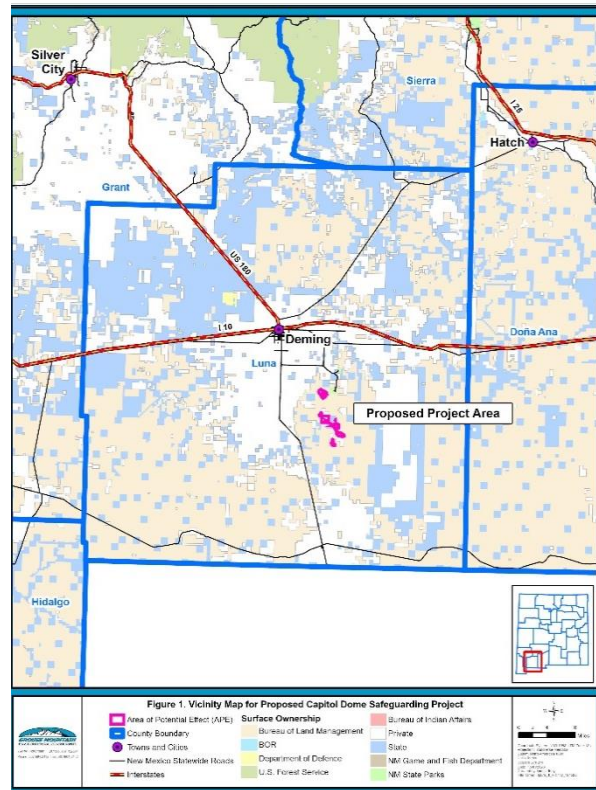 Silver
City
Sierra
I 25
Hatch
Grant
US 180
I 10
Deming
Doña Ana
Luna
Proposed Project Area
Hidalgo
Figure 1. Vicinity Map for Proposed Capitol Dome Safeguarding Project
Area of Potential Effect (APE)
County Boundary
Towns and Cities
New Mexico Statewide Roads
Interstates
Surface Ownership
Bureau of Land Management
BOR
Department of Defence
U.S. Forest Service
Bureau of Indian Affairs
Private
State
NM Game and Fish Department
NM State Parks
GROUSE MOUNTAIN
Miles